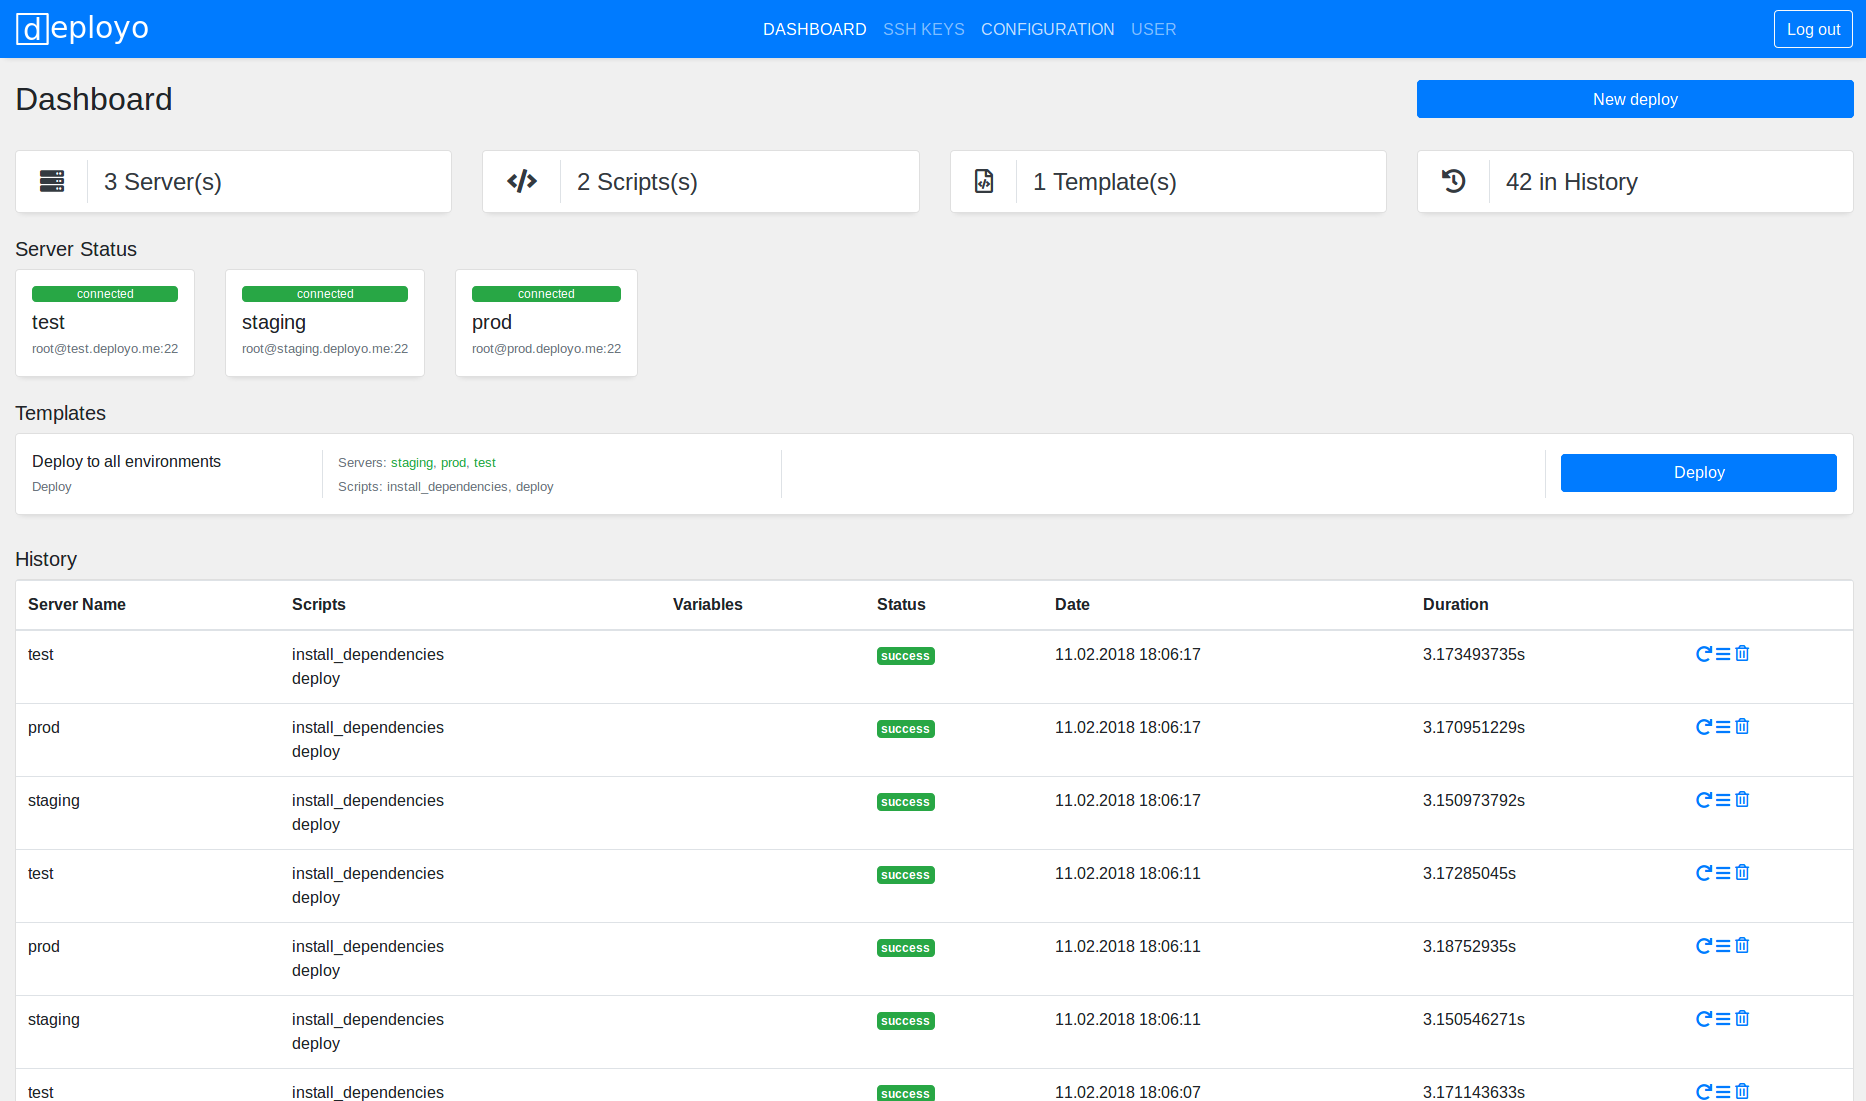 deployo DASHBOARD SSH KEYS CONFIGURATION USER Log out
Dashboard New deploy
3 Server(s) 2 Scripts(s) 1 Template(s) 42 in History
Server Status
connected connected connected
test staging prod
root@test.deployo.me:22 root@staging.deployo.me:22 root@prod.deployo.me:22
Templates
Deploy to all environments Servers: staging, prod, test Deploy
Deploy Scripts: install_dependencies, deploy
History
Server Name Scripts Variables Status Date Duration
test install_dependencies success 11.02.2018 18:06:17 3.173493735s
deploy
prod install_dependencies success 11.02.2018 18:06:17 3.170951229s
deploy
staging install_dependencies success 11.02.2018 18:06:17 3.150973792s
deploy
test install_dependencies success 11.02.2018 18:06:11 3.17285045s
deploy
prod install_dependencies success 11.02.2018 18:06:11 3.18752935s
deploy
staging install_dependencies success 11.02.2018 18:06:11 3.150546271s
deploy
test install_dependencies success 11.02.2018 18:06:07 3.171143633s